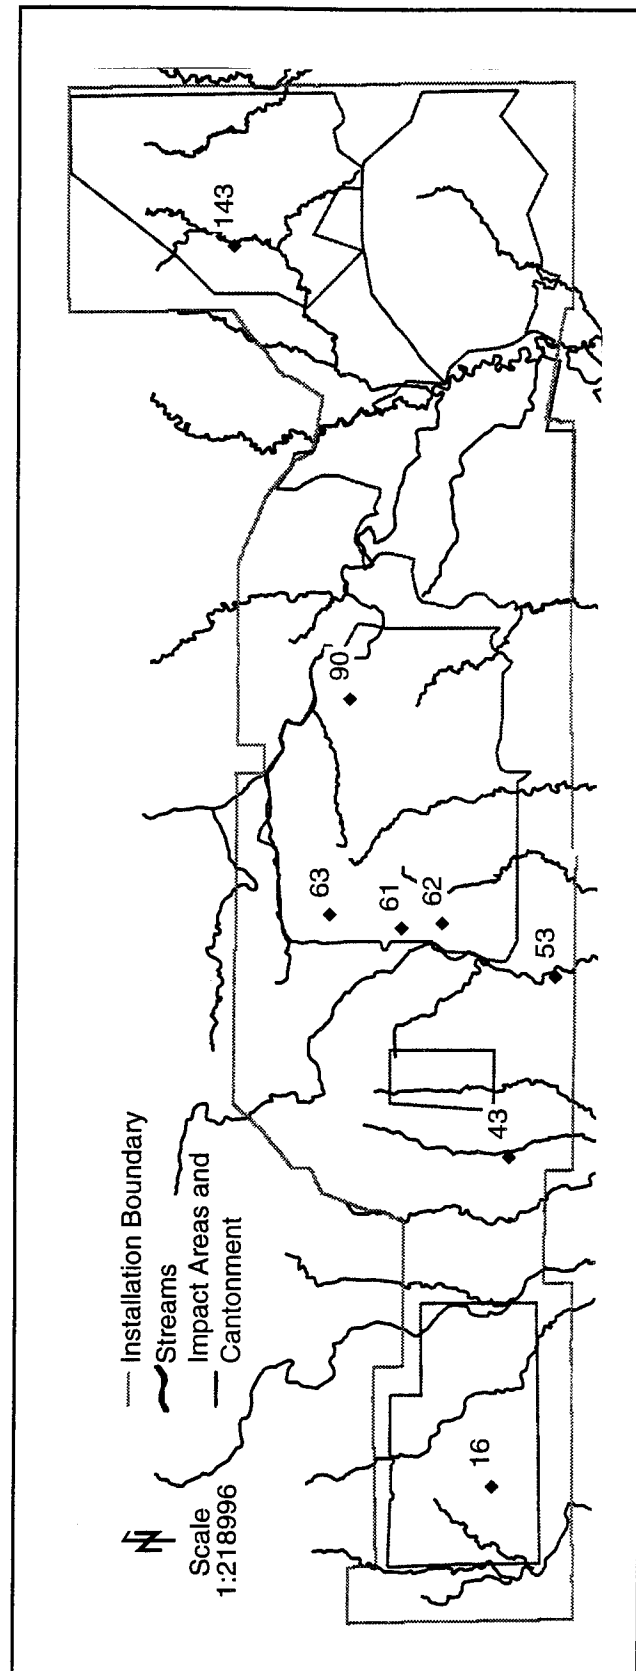 Installation Boundary
Streams
Impact Areas and
Cantonment
N
Scale
1:218996
143
90
63
61
62
53
43
16